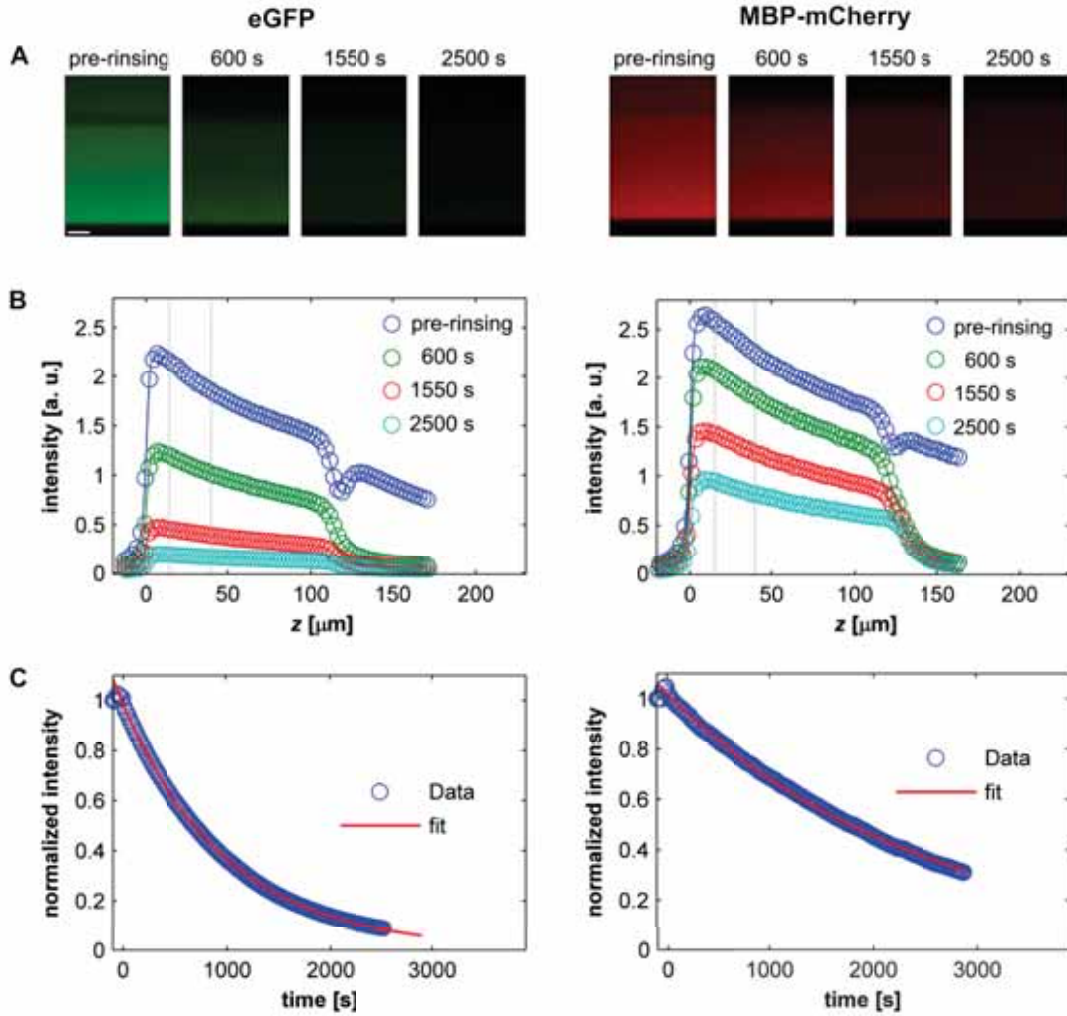 eGFP
MBP-mCherry
A
pre-rinsing 600 s 1550 s 2500 s
pre-rinsing 600 s 1550 s 2500 s
B
intensity [a. u.]
2.5
2
1.5
1
0.5
0
0 50 100 150 200
z [μm]
pre-rinsing
600 s
1550 s
2500 s
intensity [a. u.]
2.5
2
1.5
1
0.5
0
0 50 100 150 200
z [μm]
pre-rinsing
600 s
1550 s
2500 s
C
normalized intensity
1
0.8
0.6
0.4
0.2
0
0 1000 2000 3000
time [s]
Data
fit
normalized intensity
1
0.8
0.6
0.4
0.2
0
0 1000 2000 3000
time [s]
Data
fit